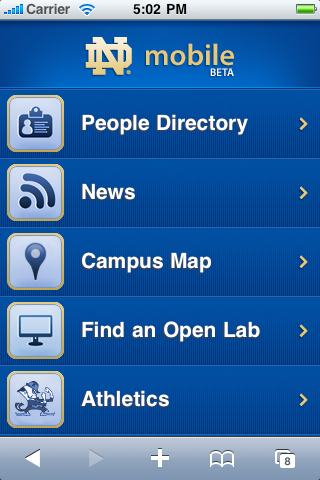 Carrier 5:02 PM
ND mobile
BETA
People Directory
News
Campus Map
Find an Open Lab
Athletics
8